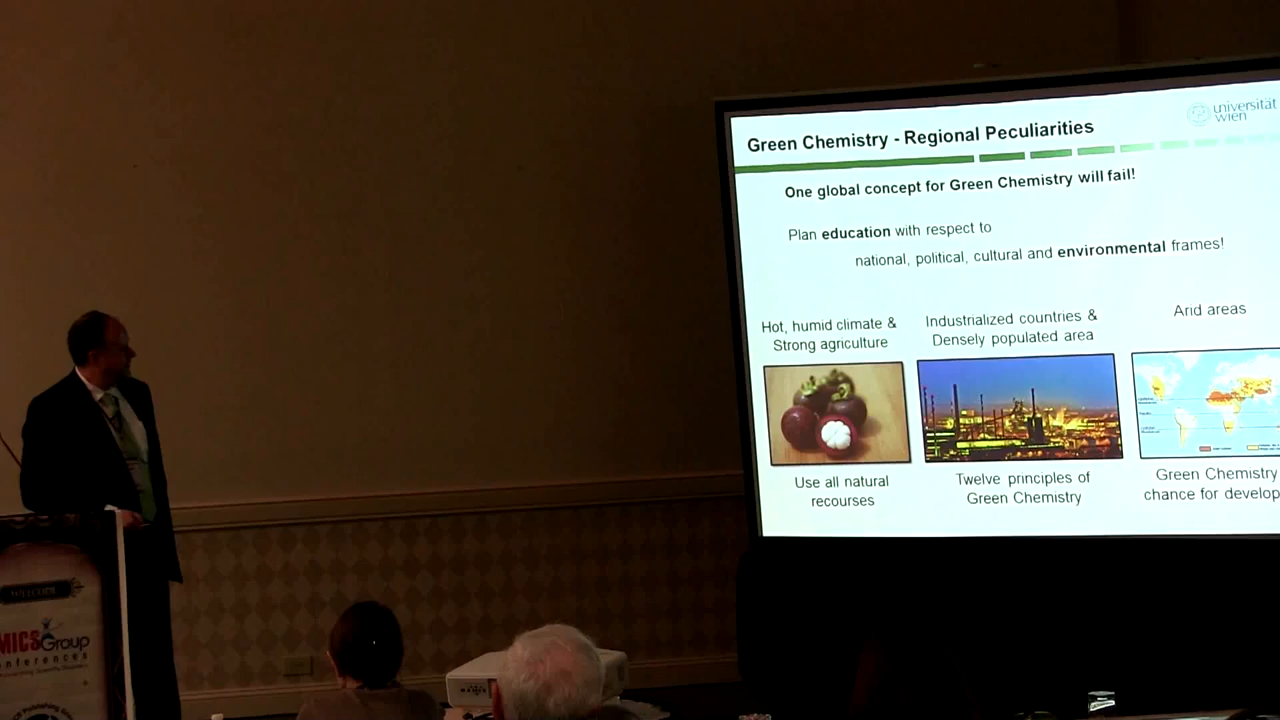 universität
wien
Green Chemistry - Regional Peculiarities
One global concept for Green Chemistry will fail!
Plan education with respect to
national, political, cultural and environmental frames!
Hot, humid climate &
Strong agriculture
Industrialized countries &
Densely populated area
Arid areas
Use all natural
recourses
Twelve principles of
Green Chemistry
Green Chemistry
chance for develop
WELCOME
MICS Group
nferences